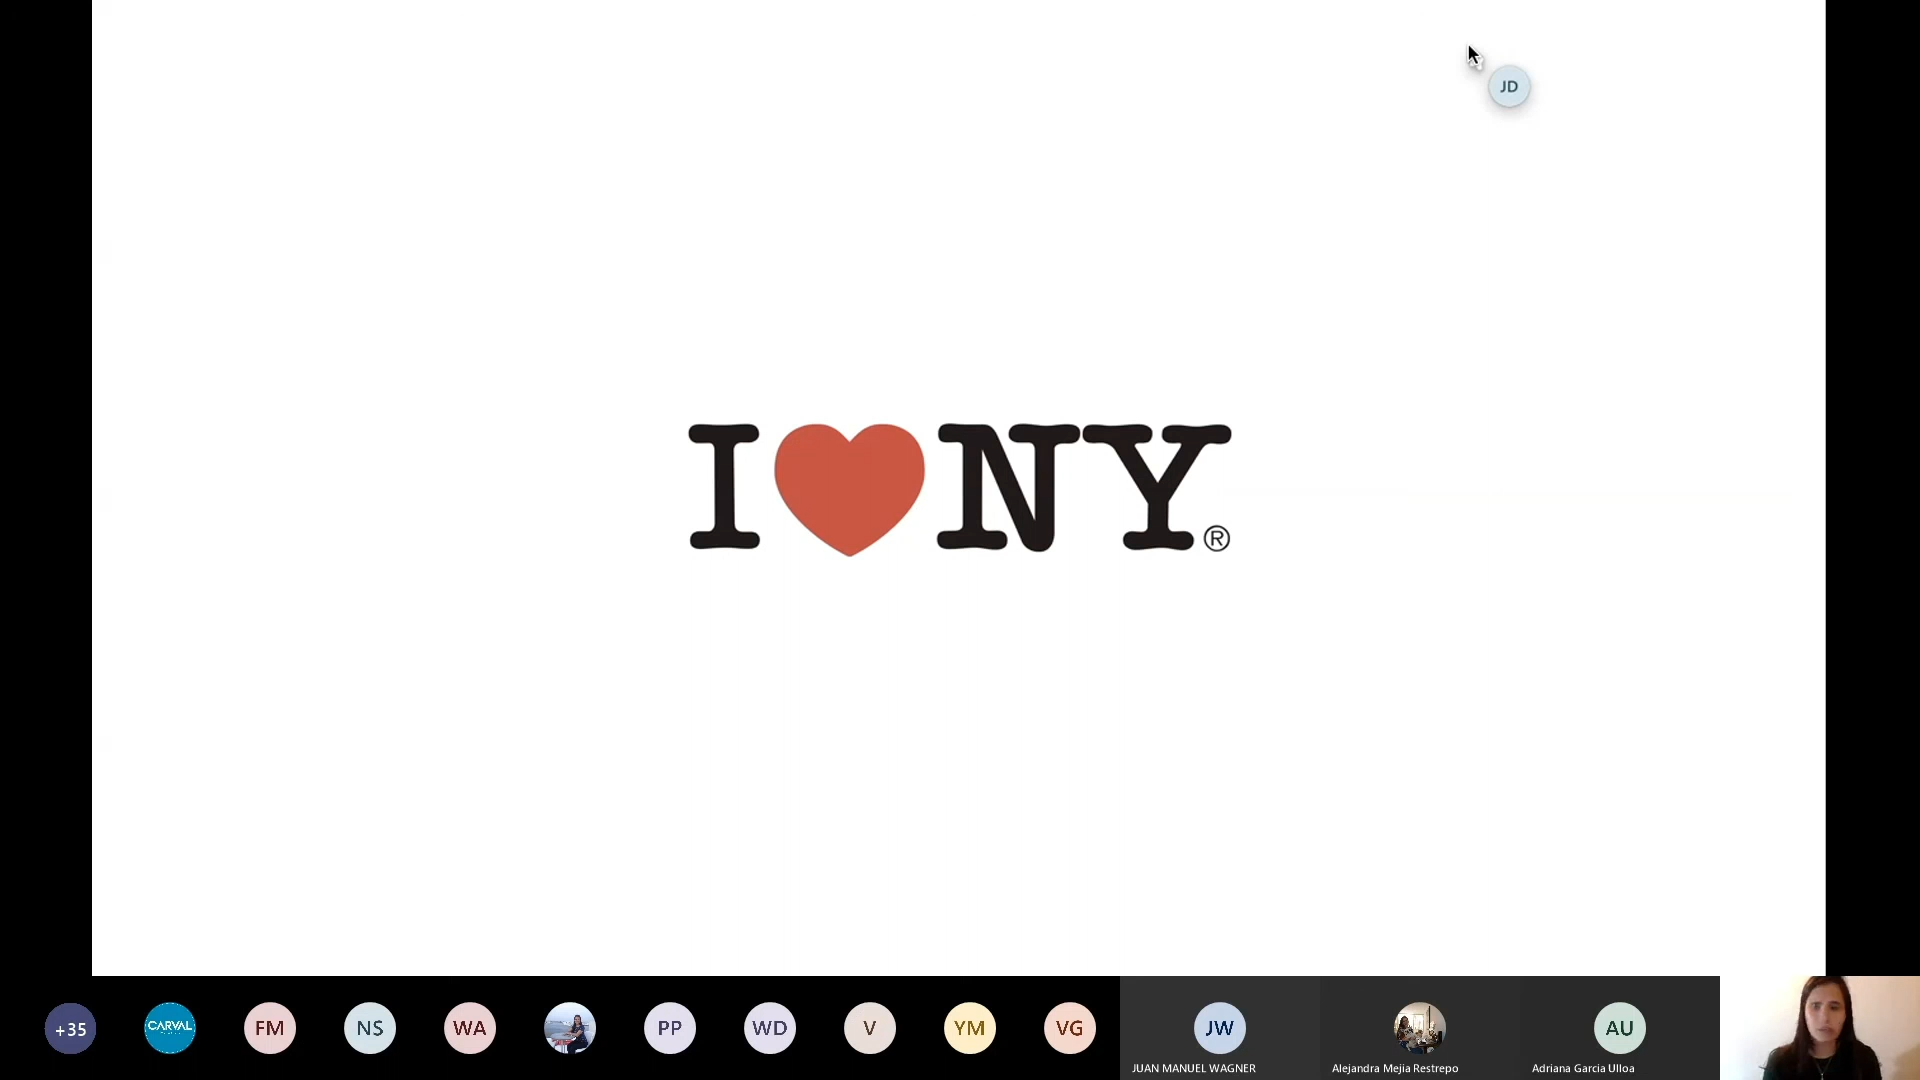 JD
I ♥ NY®
+35
CARVAL
FM
NS
WA
PP
WD
V
YM
VG
JW
AU
JUAN MANUEL WAGNER
Alejandra Mejia Restrepo
Adriana Garcia Ulloa